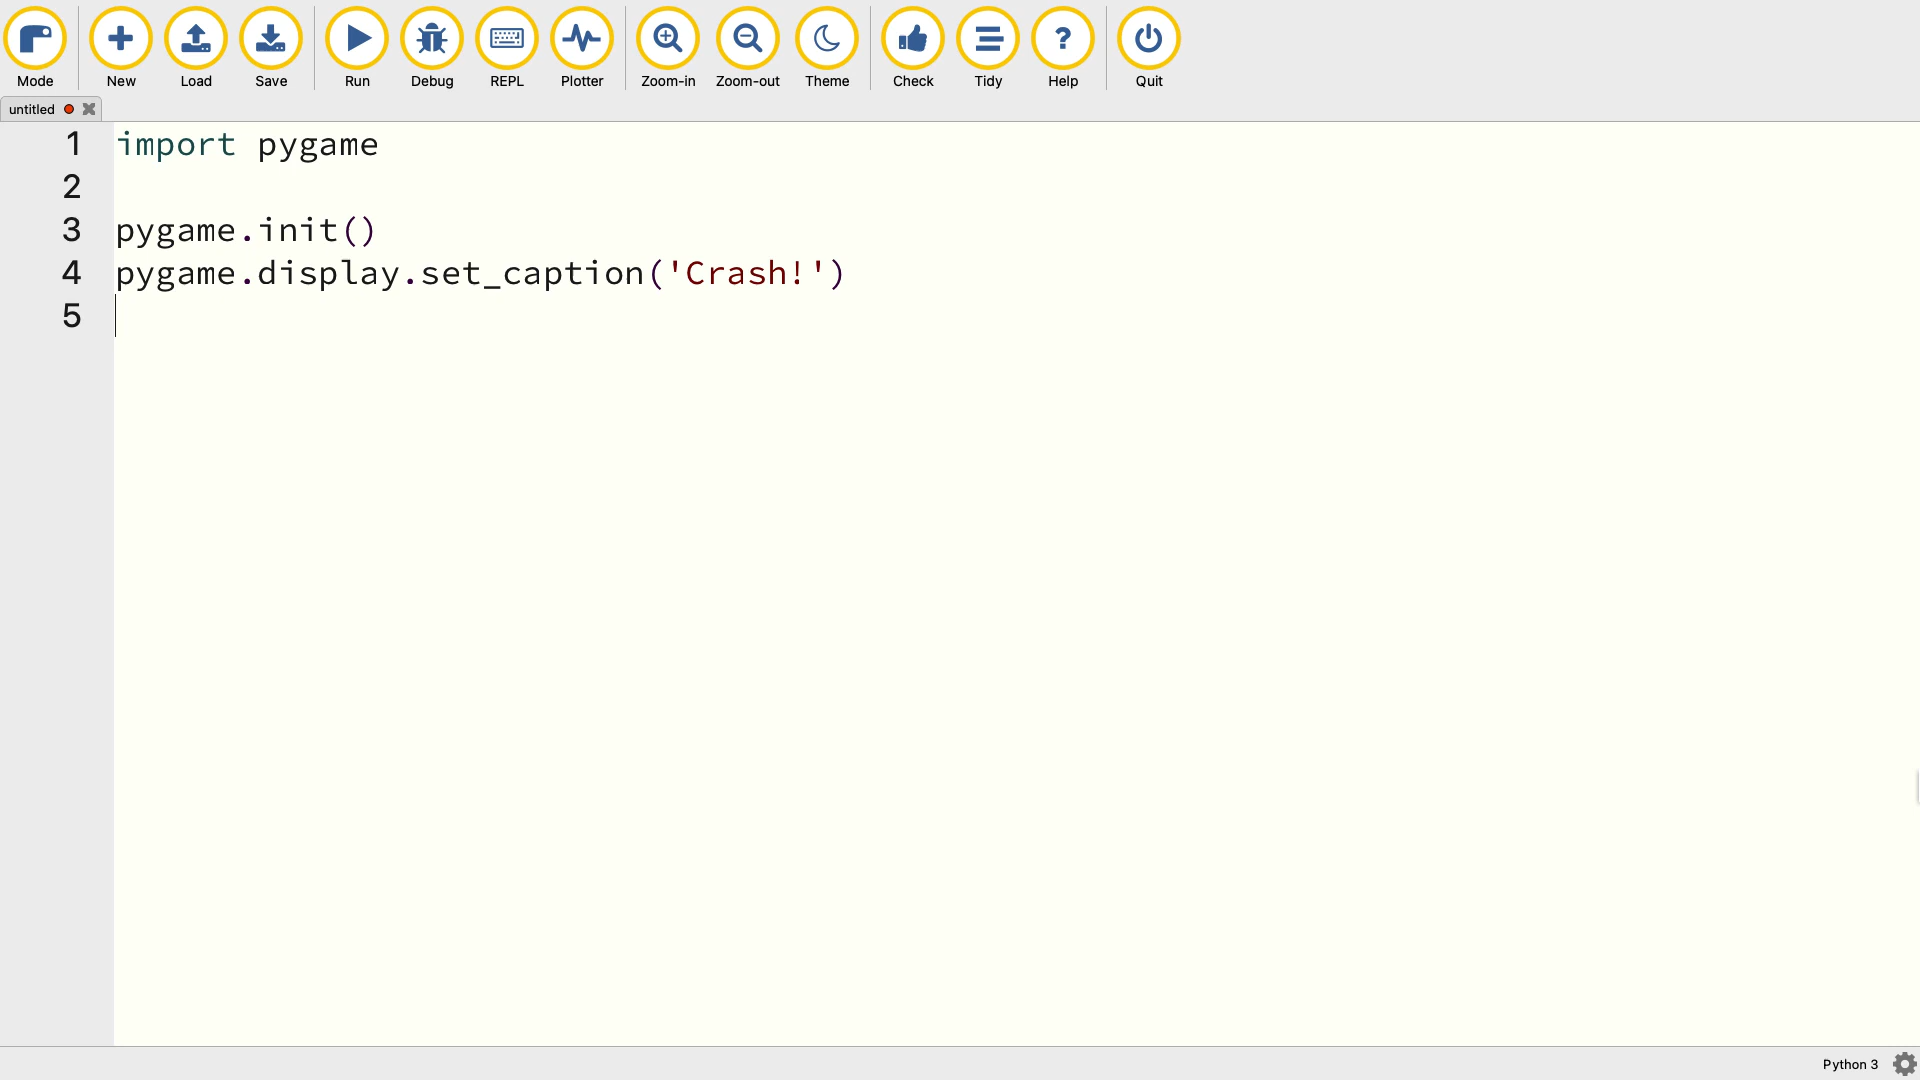 Mode New Load Save Run Debug REPL Plotter Zoom-in Zoom-out Theme Check Tidy Help Quit
untitled
1 import pygame
2
3 pygame.init()
4 pygame.display.set_caption('Crash!')
5
Python 3